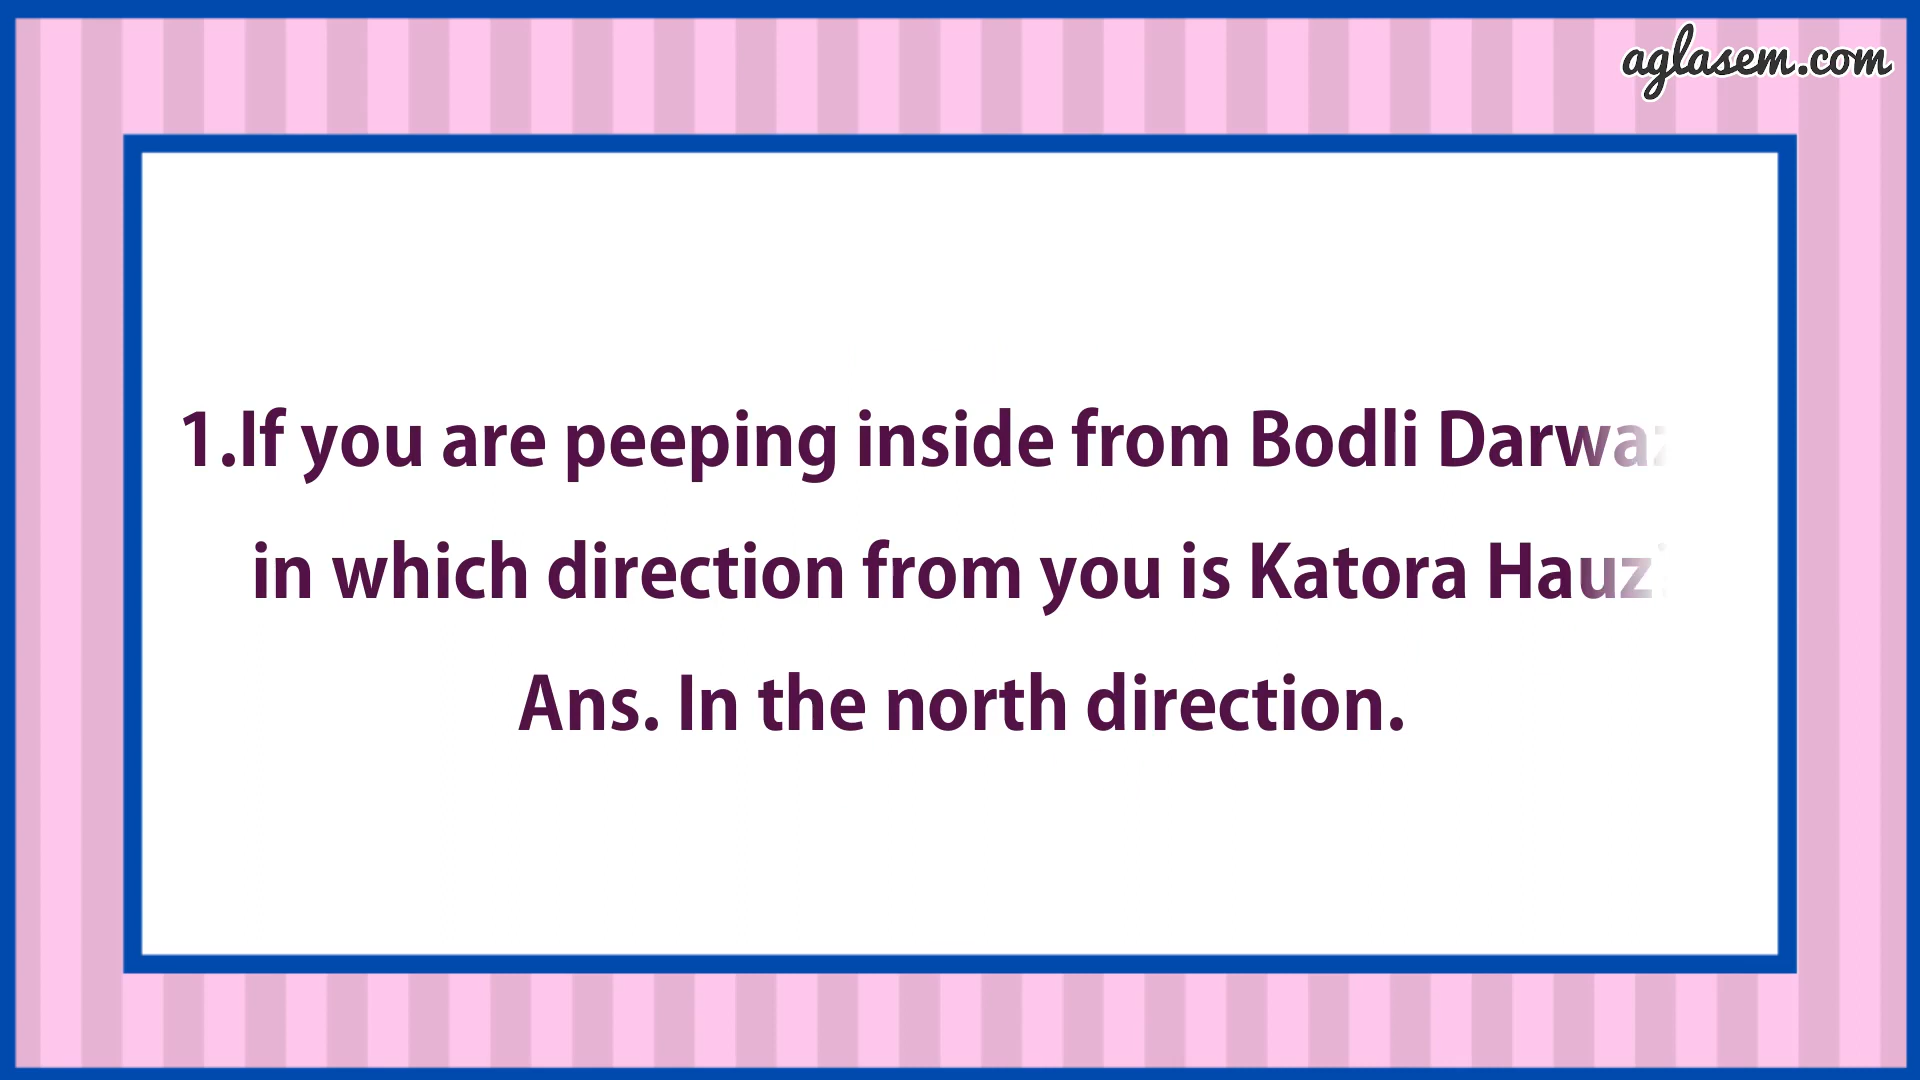 aglasem.com
1.If you are peeping inside from Bodli
in which direction from you is Katora Hauz
Ans. In the north direction.